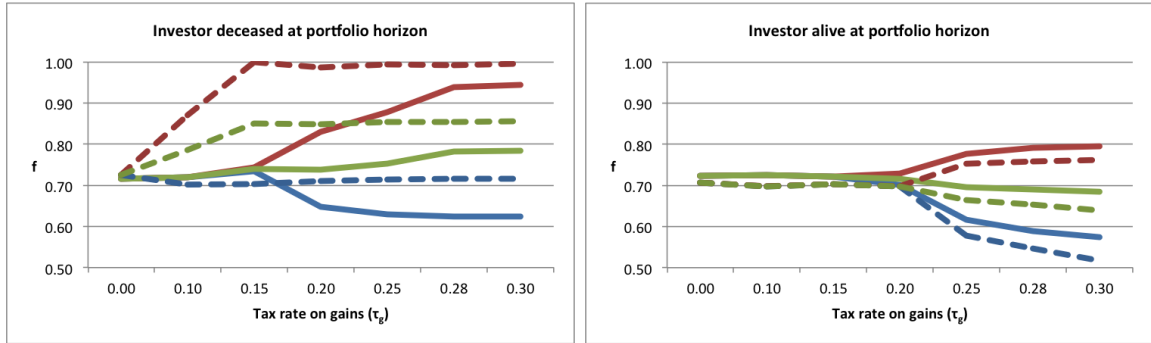 Investor deceased at portfolio horizon
1.00
0.90
0.80
f
0.70
0.60
0.50
0.00 0.10 0.15 0.20 0.25 0.28 0.30
Tax rate on gains (τg)
Investor alive at portfolio horizon
1.00
0.90
0.80
f
0.70
0.60
0.50
0.00 0.10 0.15 0.20 0.25 0.28 0.30
Tax rate on gains (τg)